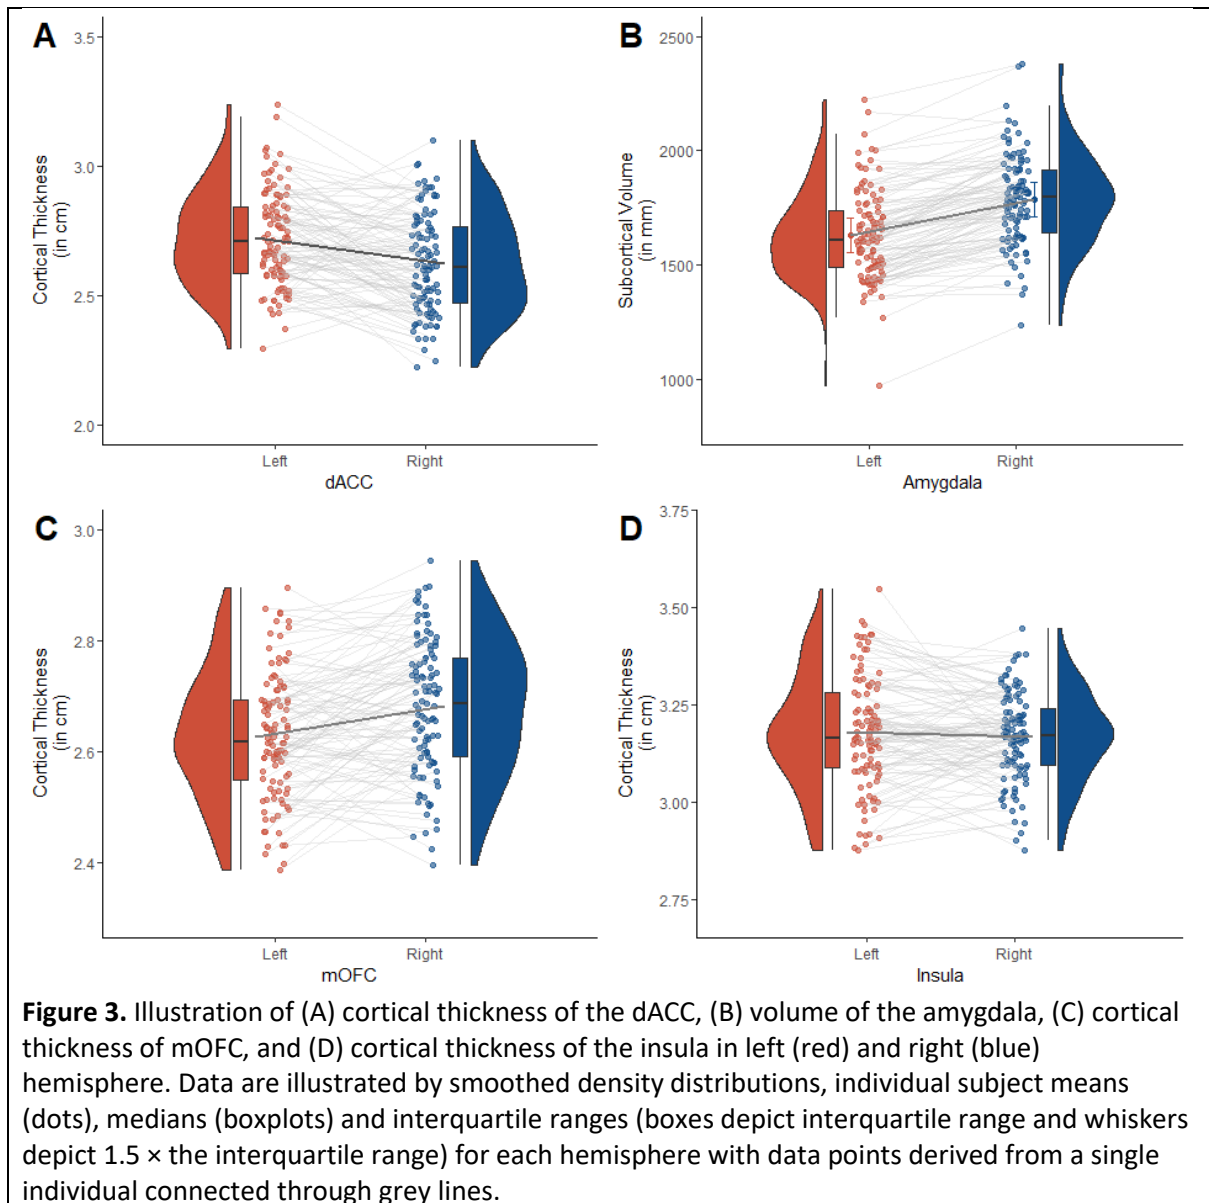 A
3.5
3.0
2.5
2.0
Cortical Thickness
(in cm)
Left
Right
dACC
B
2500
2000
1500
1000
Subcortical Volume
(in mm)
Left
Right
Amygdala
C
3.0
2.8
2.6
2.4
Cortical Thickness
(in cm)
Left
Right
mOFC
D
3.75
3.50
3.25
3.00
2.75
Cortical Thickness
(in cm)
Left
Right
Insula
Figure 3. Illustration of (A) cortical thickness of the dACC, (B) volume of the amygdala, (C) cortical
thickness of mOFC, and (D) cortical thickness of the insula in left (red) and right (blue)
hemisphere. Data are illustrated by smoothed density distributions, individual subject means
(dots), medians (boxplots) and interquartile ranges (boxes depict interquartile range and whiskers
depict 1.5 × the interquartile range) for each hemisphere with data points derived from a single
individual connected through grey lines.